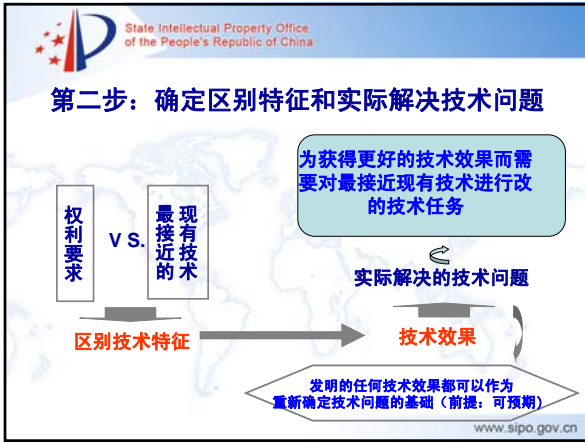 State Intellectual Property Office
of the People's Republic of China
第二步：确定区别特征和实际解决技术问题
为获得更好的技术效果而需
要对最接近现有技术进行改
的技术任务
权利要求
V S.
最接近的
现有技术
实际解决的技术问题
区别技术特征
技术效果
发明的任何技术效果都可以作为
重新确定技术问题的基础（前提：可预期）
www.sipo.gov.cn